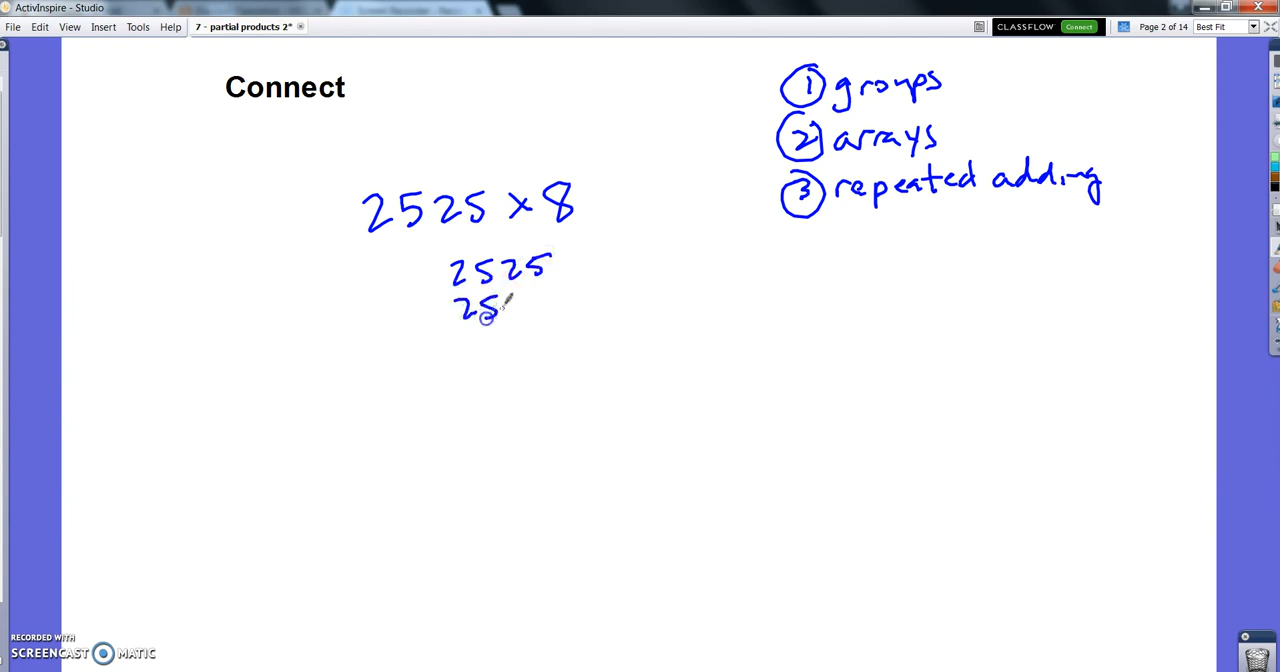 ActivInspire - Studio
File Edit View Insert Tools Help 7 - partial products 2* CLASSFLOW Connect Page 2 of 14 Best Fit
Connect
① groups
② arrays
③ repeated adding
2525 × 8
2525
25
RECORDED WITH
SCREENCAST MATIC